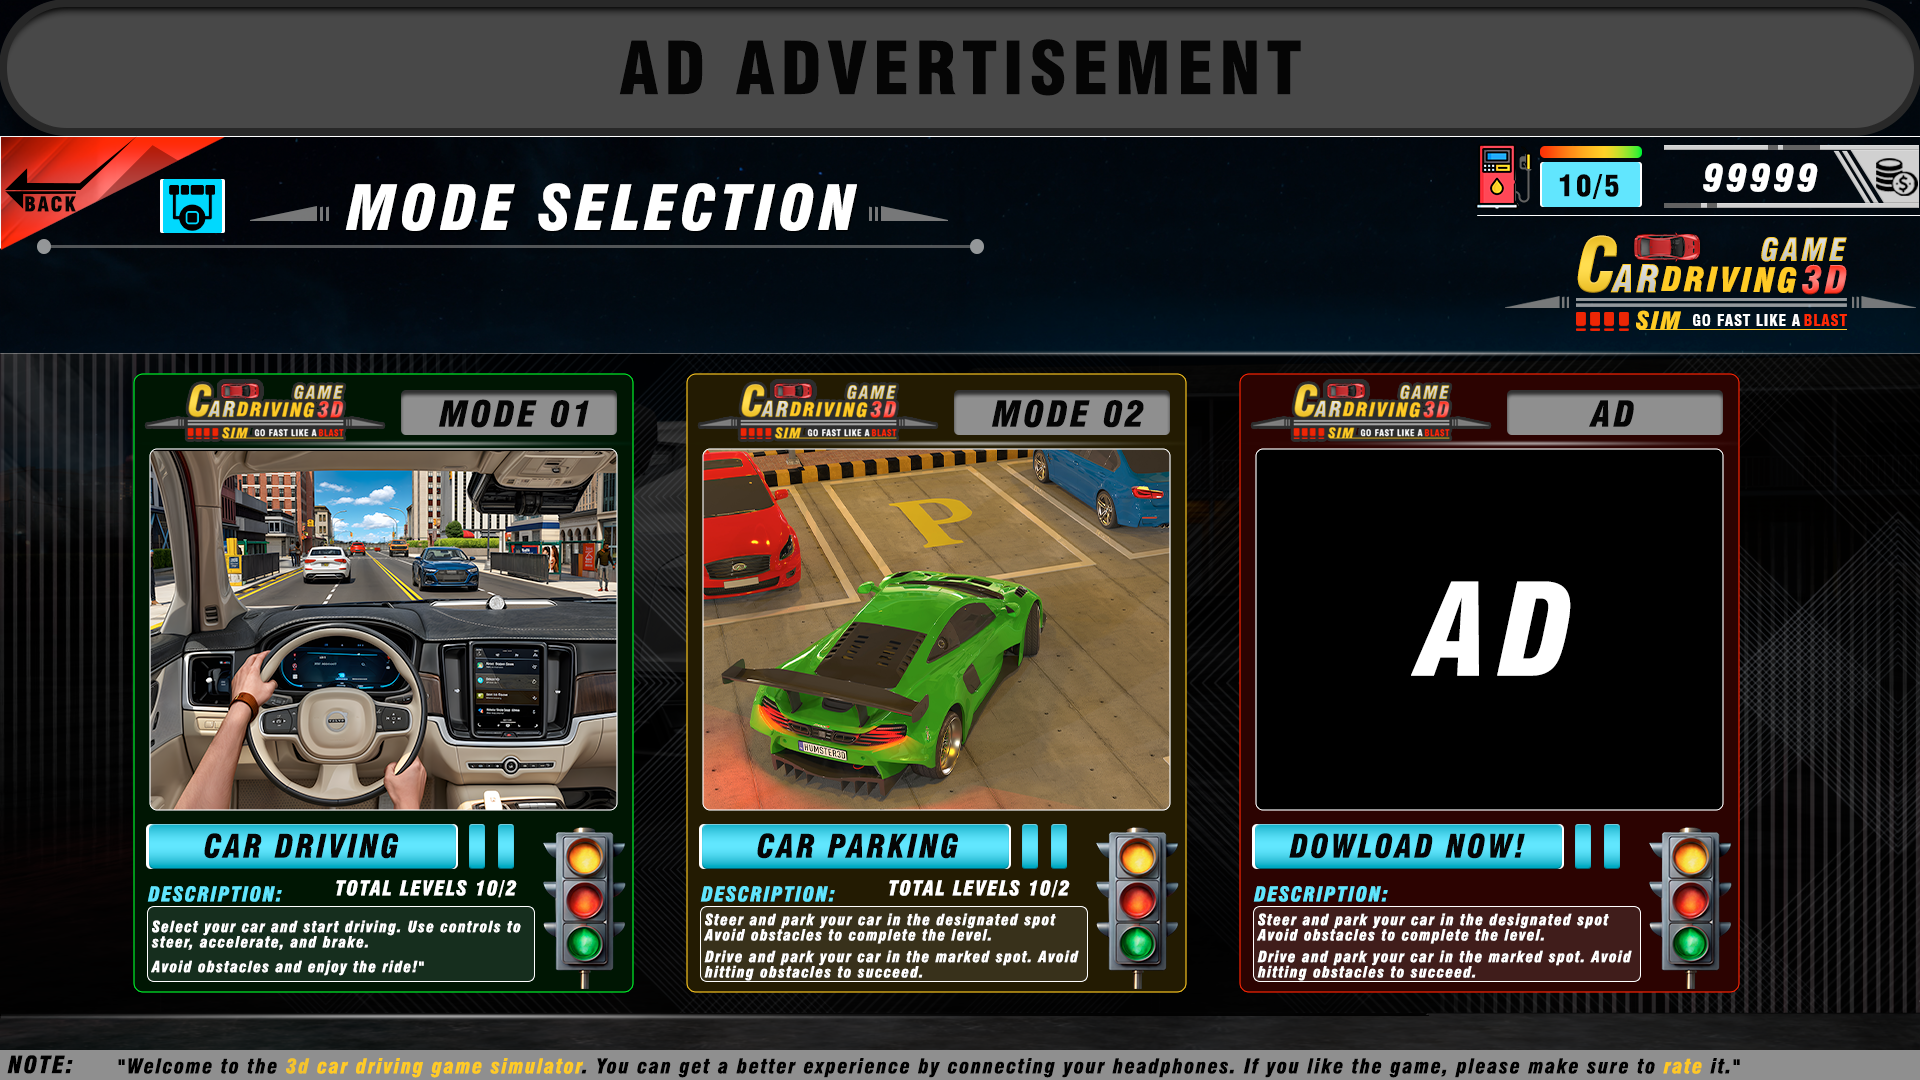 AD ADVERTISEMENT
BACK
MODE SELECTION
10/5
99999
GAME
CARDRIVING 3D
SIM GO FAST LIKE A BLAST
GAME
CARDRIVING 3D
SIM GO FAST LIKE A BLAST
MODE 01
CAR DRIVING
DESCRIPTION:
TOTAL LEVELS 10/2
Select your car and start driving. Use controls to
steer, accelerate, and brake.
Avoid obstacles and enjoy the ride!"
GAME
CARDRIVING 3D
SIM GO FAST LIKE A BLAST
MODE 02
P
HUMSTER3D
CAR PARKING
DESCRIPTION:
TOTAL LEVELS 10/2
Steer and park your car in the designated spot
Avoid obstacles to complete the level.
Drive and park your car in the marked spot. Avoid
hitting obstacles to succeed.
GAME
CARDRIVING 3D
SIM GO FAST LIKE A BLAST
AD
AD
DOWLOAD NOW!
DESCRIPTION:
Steer and park your car in the designated spot
Avoid obstacles to complete the level.
Drive and park your car in the marked spot. Avoid
hitting obstacles to succeed.
NOTE: "Welcome to the 3d car driving game simulator. You can get a better experience by connecting your headphones. If you like the game, please make sure to rate it."